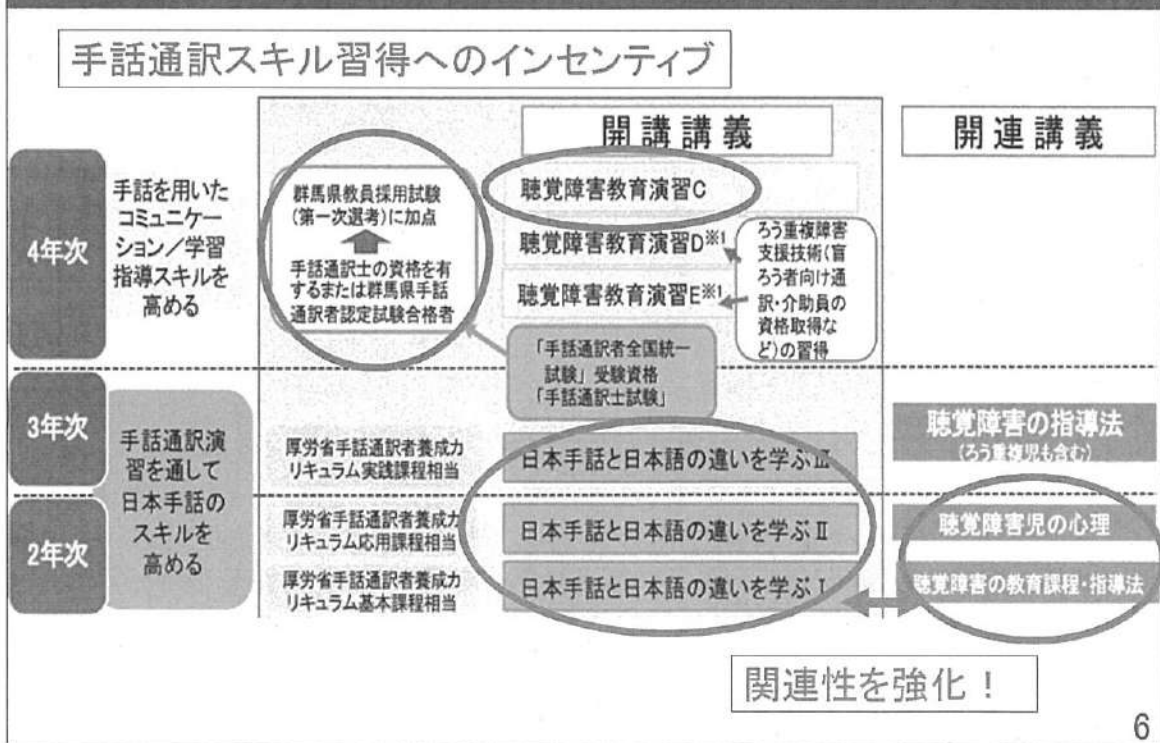 手話通訳スキル習得へのインセンティブ
開講講義
開連講義
4年次
手話を用いた
コミュニケー
ション/学習
指導スキルを
高める
群馬県教員採用試験
(第一次選考)に加点
手話通訳士の資格を有
するまたは群馬県手話
通訳者認定試験合格者
聴覚障害教育演習C
聴覚障害教育演習D※1
聴覚障害教育演習E※1
ろう重複障害
支援技術(盲
ろう者向け通
訳・介助員の
資格取得な
ど)の習得
「手話通訳者全国統一
試験」受験資格
「手話通訳士試験」
3年次
手話通訳演
習を通して
日本手話の
スキルを
高める
厚労省手話通訳者養成カ
リキュラム実践課程相当
日本手話と日本語の違いを学ぶⅢ
聴覚障害の指導法
(ろう重複児も含む)
2年次
厚労省手話通訳者養成カ
リキュラム応用課程相当
日本手話と日本語の違いを学ぶⅡ
聴覚障害児の心理
厚労省手話通訳者養成カ
リキュラム基本課程相当
日本手話と日本語の違いを学ぶⅠ
聴覚障害の教育課程・指導法
関連性を強化!
6